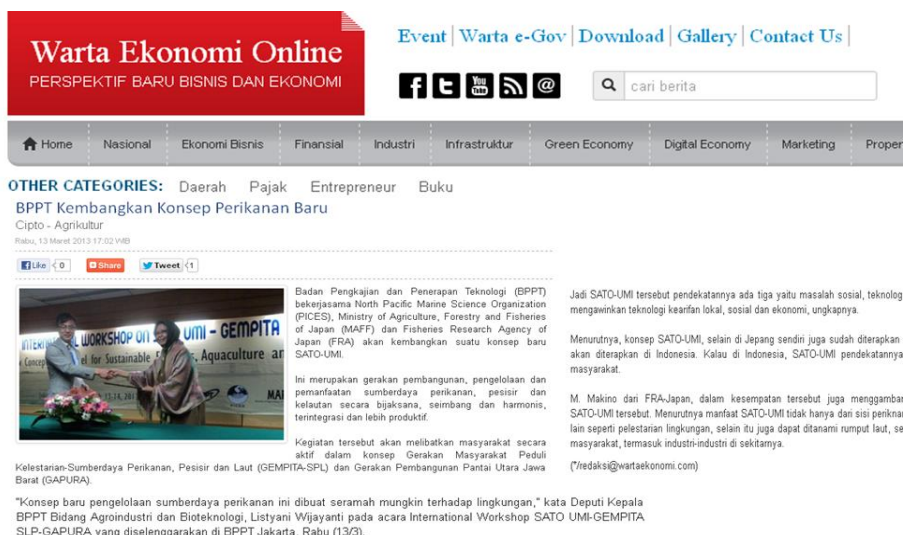 Warta Ekonomi Online
PERSPEKTIF BARU BISNIS DAN EKONOMI
Event | Warta e-Gov | Download | Gallery | Contact Us |
cari berita
Home Nasional Ekonomi Bisnis Finansial Industri Infrastruktur Green Economy Digital Economy Marketing Proper
OTHER CATEGORIES: Daerah Pajak Entrepreneur Buku
BPPT Kembangkan Konsep Perikanan Baru
Cipto - Agrikultur
Rabu, 13 Maret 2013 17:02 WIB
Like 0 Share Tweet 1
INTERNATIONAL WORKSHOP ON UMI - GEMPITA
for Sustainable Aquaculture an
Badan Pengkajian dan Penerapan Teknologi (BPPT)
bekerjasama North Pacific Marine Science Organization
(PICES), Ministry of Agriculture, Forestry and Fisheries
of Japan (MAFF) dan Fisheries Research Agency of
Japan (FRA) akan kembangkan suatu konsep baru
SATO-UMI.
Ini merupakan gerakan pembangunan, pengelolaan dan
pemanfaatan sumberdaya perikanan, pesisir dan
kelautan secara bijaksana, seimbang dan harmonis,
terintegrasi dan lebih produktif.
Kegiatan tersebut akan melibatkan masyarakat secara
aktif dalam konsep Gerakan Masyarakat Peduli
Kelestarian-Sumberdaya Perikanan, Pesisir dan Laut (GEMPITA-SPL) dan Gerakan Pembangunan Pantai Utara Jawa
Barat (GAPURA).
"Konsep baru pengelolaan sumberdaya perikanan ini dibuat seramah mungkin terhadap lingkungan," kata Deputi Kepala
BPPT Bidang Agroindustri dan Bioteknologi, Listyani Wijayanti pada acara International Workshop SATO UMI-GEMPITA
SLP-GAPURA yang diselenggarakan di BPPT Jakarta, Rabu (13/3).
Jadi SATO-UMI tersebut pendekatannya ada tiga yaitu masalah sosial, teknolog
mengawinkan teknologi kearifan lokal, sosial dan ekonomi, ungkapnya.
Menurutnya, konsep SATO-UMI, selain di Jepang sendiri juga sudah diterapkan
akan diterapkan di Indonesia. Kalau di Indonesia, SATO-UMI pendekatannya
masyarakat.
M. Makino dari FRA-Japan, dalam kesempatan tersebut juga menggambar
SATO-UMI tersebut. Menurutnya manfaat SATO-UMI tidak hanya dari sisi periknar
lain seperti pelestarian lingkungan, selain itu juga dapat ditanami rumput laut, se
masyarakat, termasuk industri-industri di sekitarnya.
(*/redaksi@wartaekonomi.com)